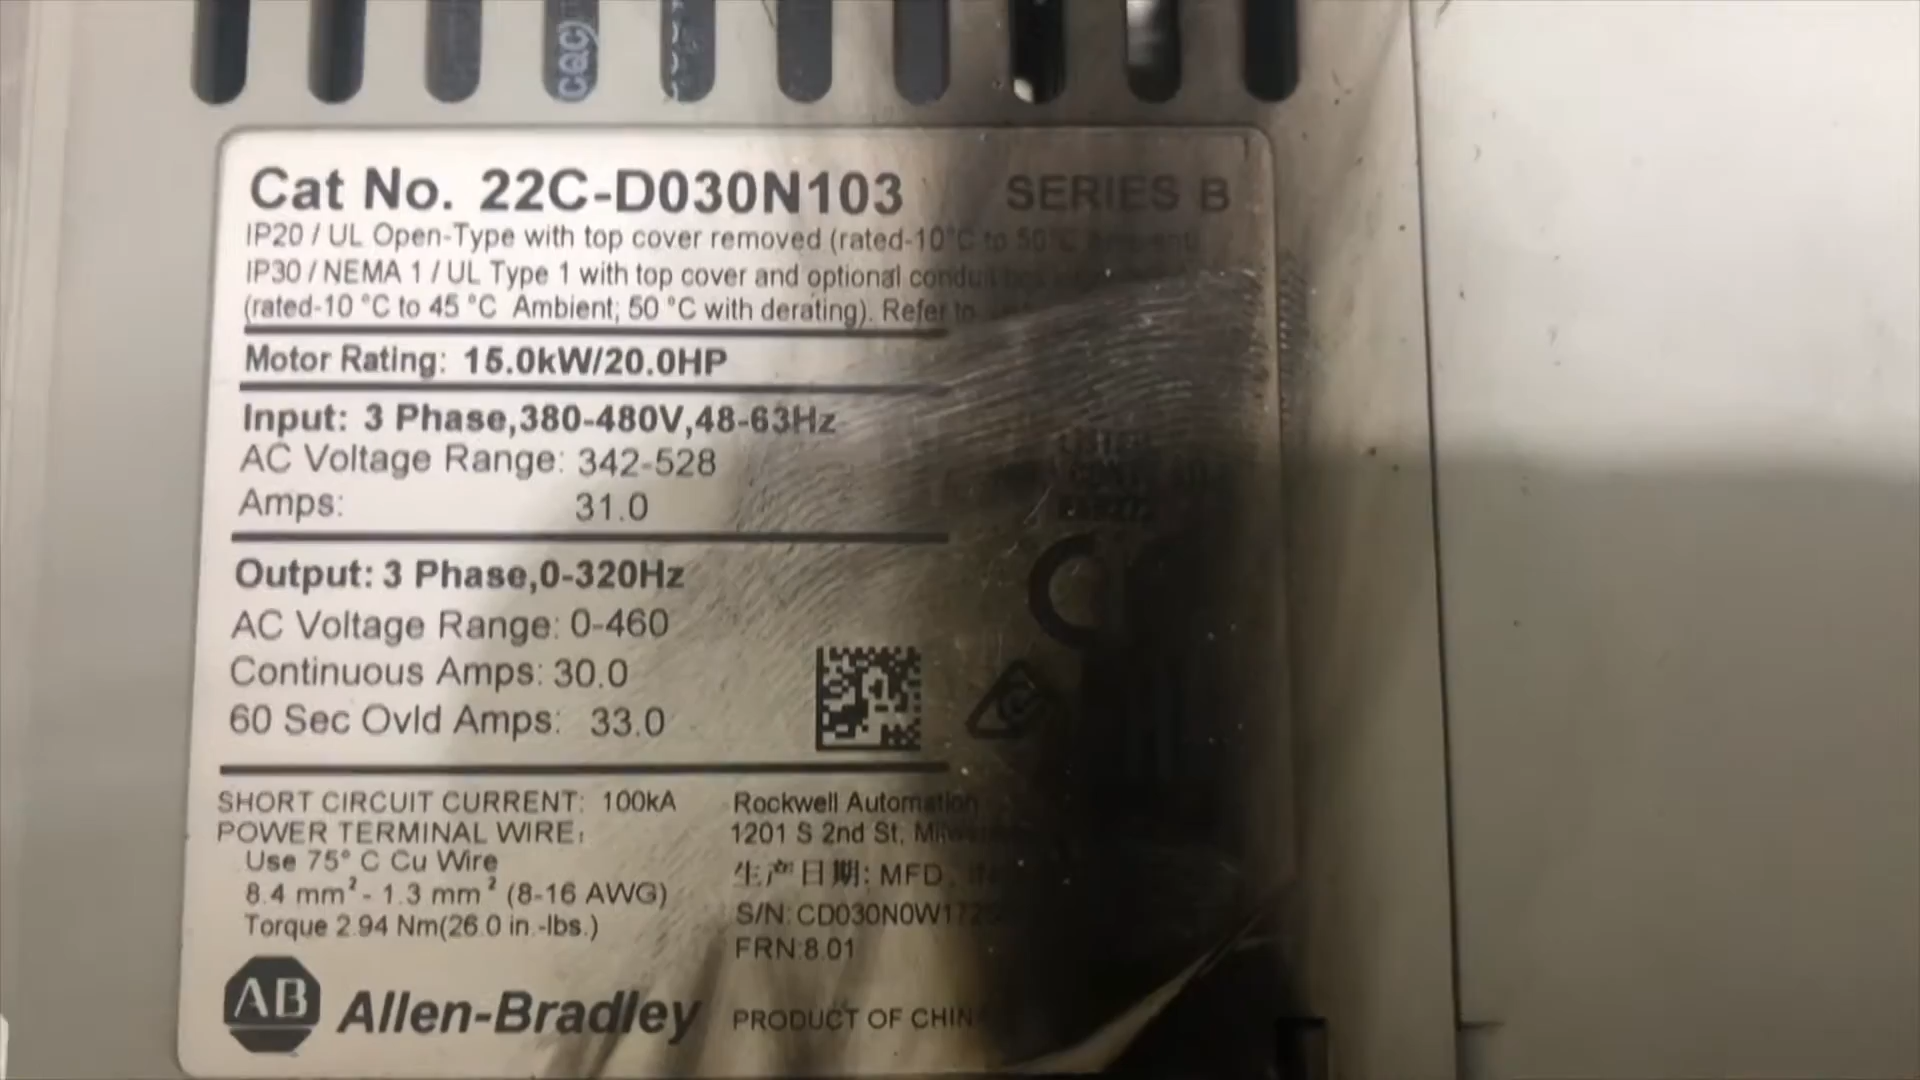 CQC
Cat No. 22C-D030N103 SERIES B
IP20 / UL Open-Type with top cover removed (rated-10°C to 50°C
IP30 / NEMA 1 / UL Type 1 with top cover and optional conduit
(rated-10 °C to 45 °C Ambient; 50 °C with derating). Refer to
Motor Rating: 15.0kW/20.0HP
Input: 3 Phase,380-480V,48-63Hz
AC Voltage Range: 342-528
Amps: 31.0
Output: 3 Phase,0-320Hz
AC Voltage Range: 0-460
Continuous Amps: 30.0
60 Sec Ovld Amps: 33.0
SHORT CIRCUIT CURRENT: 100kA
POWER TERMINAL WIRE:
Use 75° C Cu Wire
8.4 mm² - 1.3 mm² (8-16 AWG)
Torque 2.94 Nm(26.0 in.-lbs.)
Rockwell Automation
1201 S 2nd St,
生产日期: MFD.
S/N:
FRN:8.01
AB Allen-Bradley
PRODUCT OF CHINA